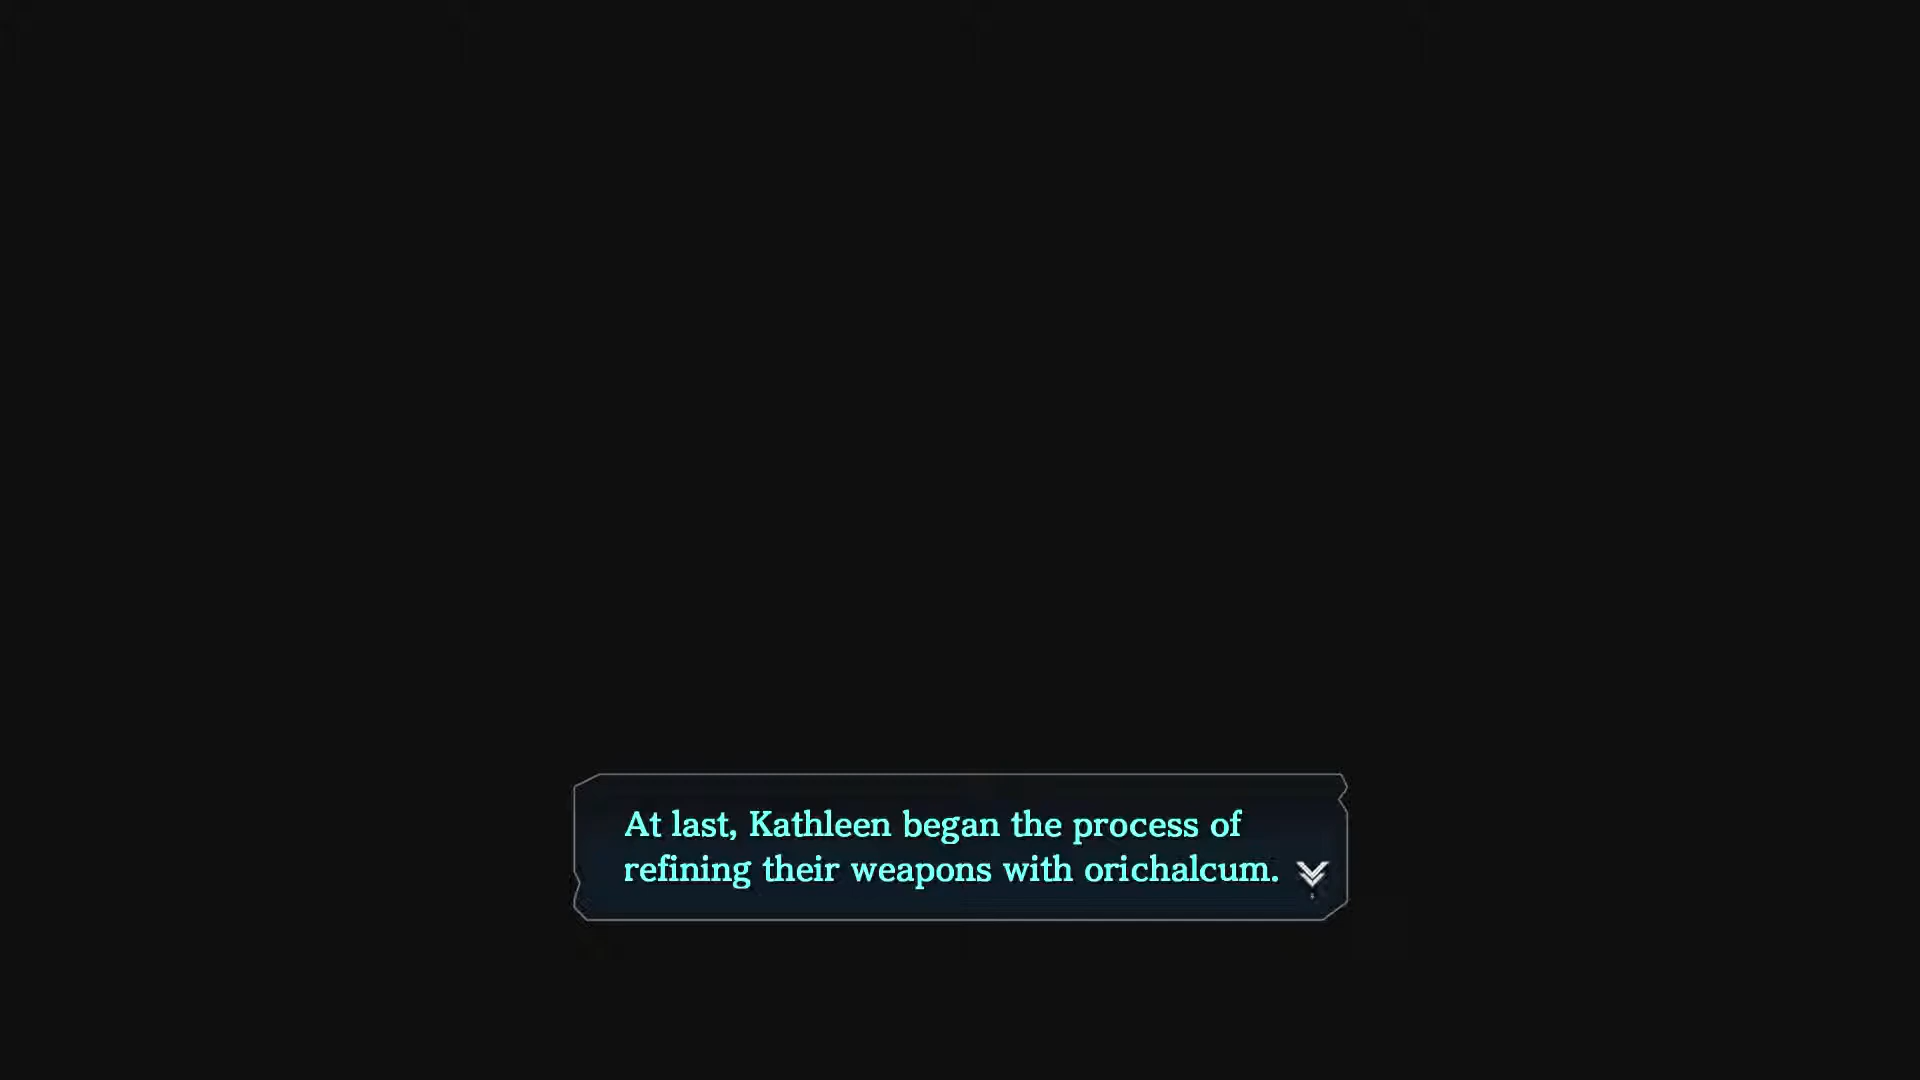 At last, Kathleen began the process of
refining their weapons with orichalcum.